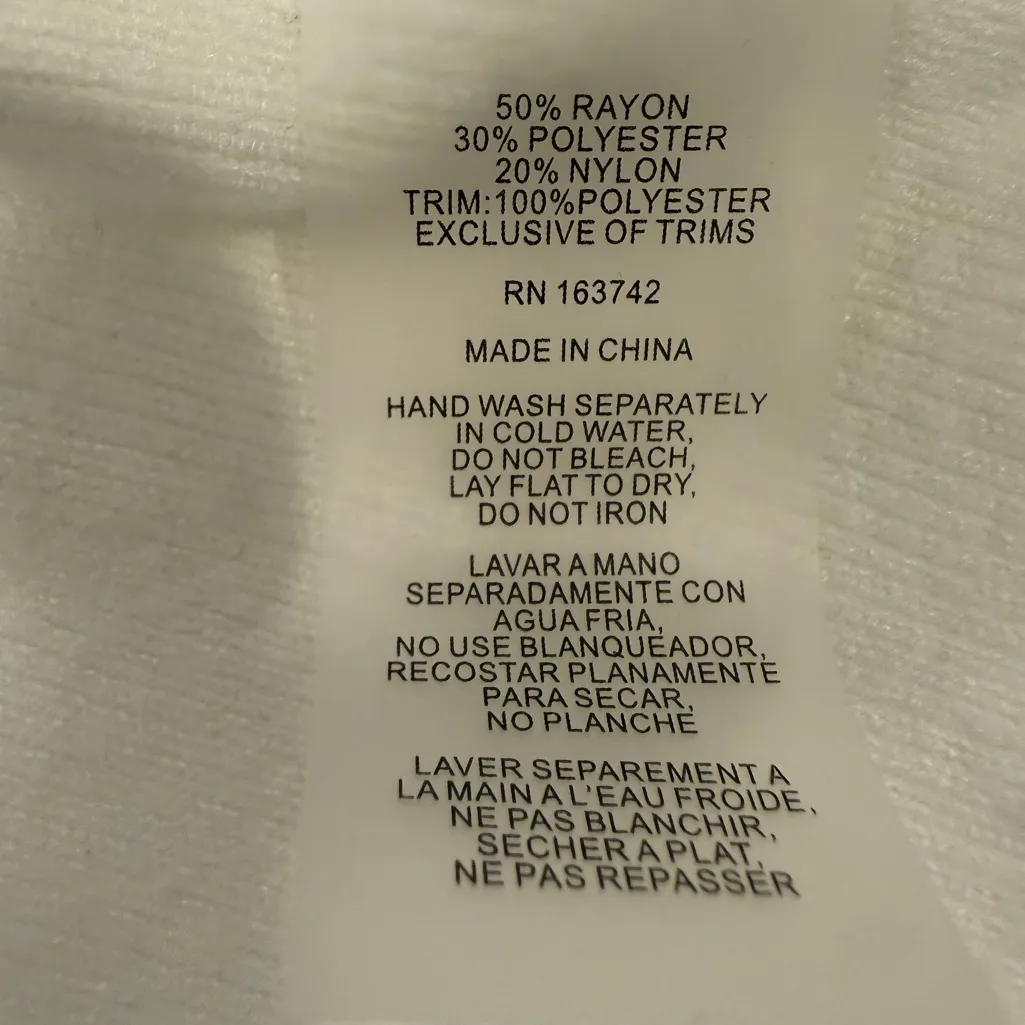 50% RAYON
30% POLYESTER
20% NYLON
TRIM:100%POLYESTER
EXCLUSIVE OF TRIMS
RN 163742
MADE IN CHINA
HAND WASH SEPARATELY
IN COLD WATER,
DO NOT BLEACH,
LAY FLAT TO DRY,
DO NOT IRON
LAVAR A MANO
SEPARADAMENTE CON
AGUA FRIA,
NO USE BLANQUEADOR,
RECOSTAR PLANAMENTE
PARA SECAR,
NO PLANCHE
LAVER SEPAREMENT A
LA MAIN A L'EAU FROIDE,
NE PAS BLANCHIR,
SECHER A PLAT,
NE PAS REPASSER